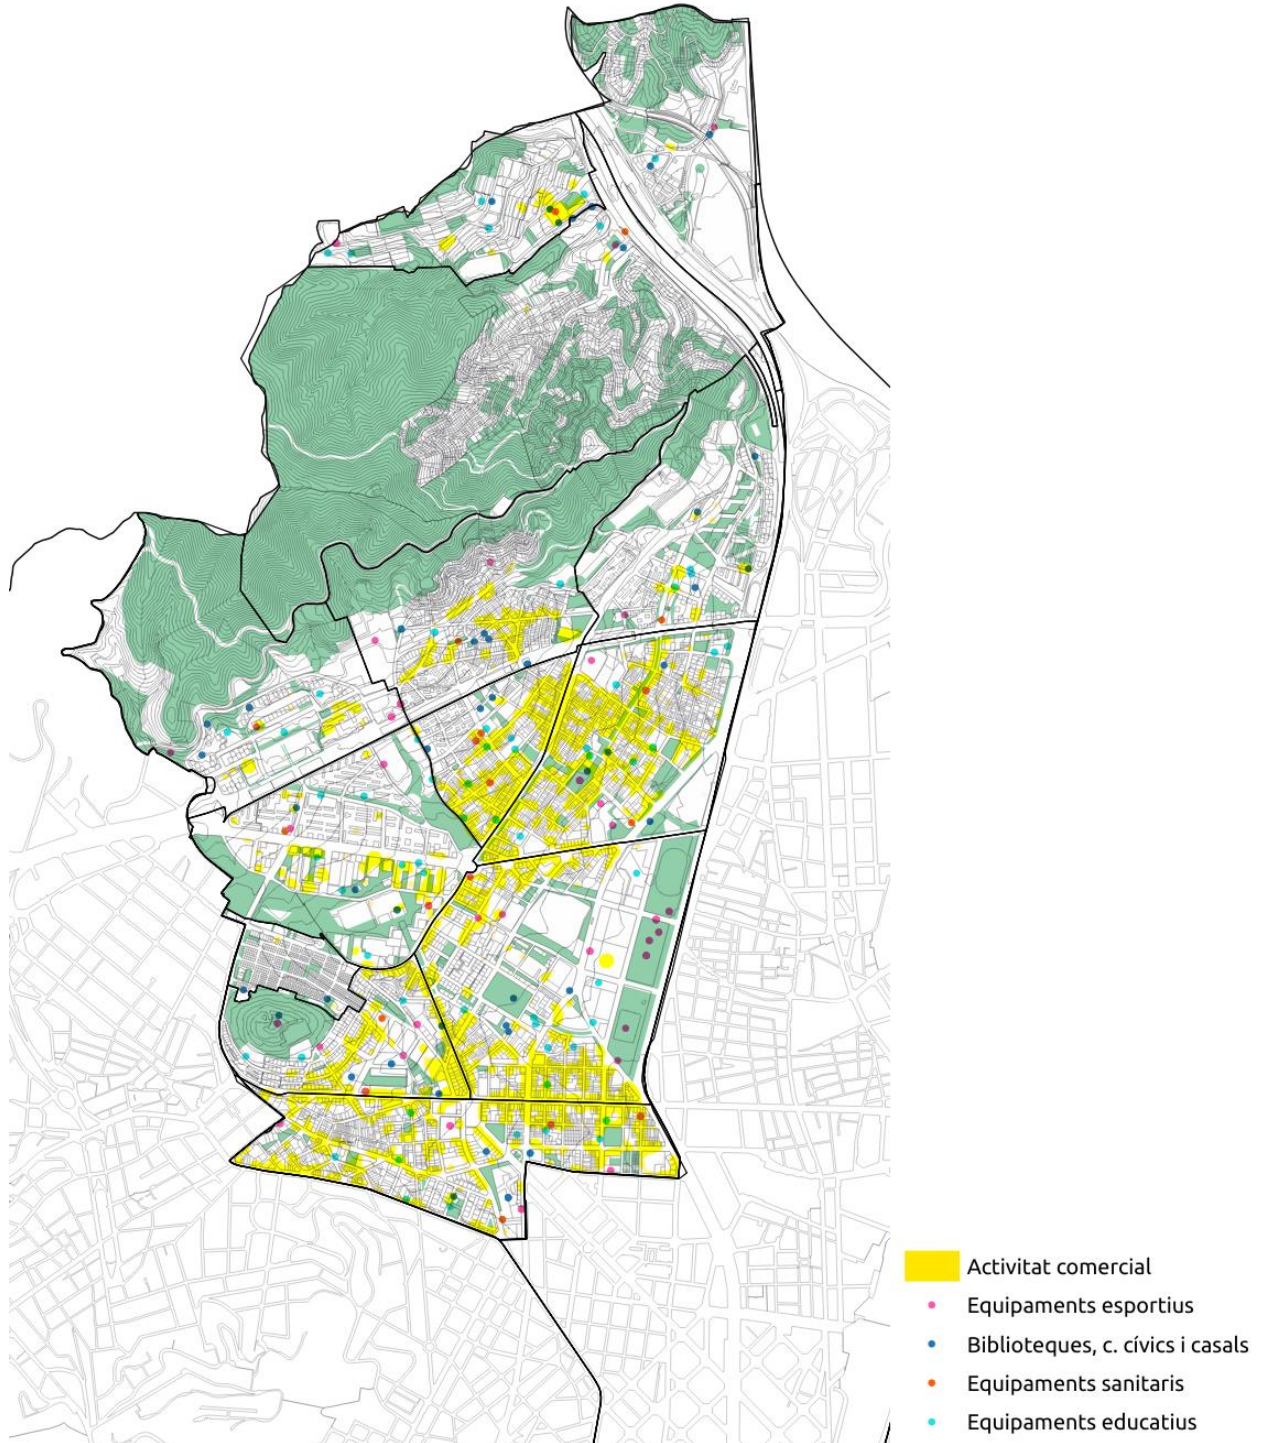 Activitat comercial
Equipaments esportius
Biblioteques, c. cívics i casals
Equipaments sanitaris
Equipaments educatius